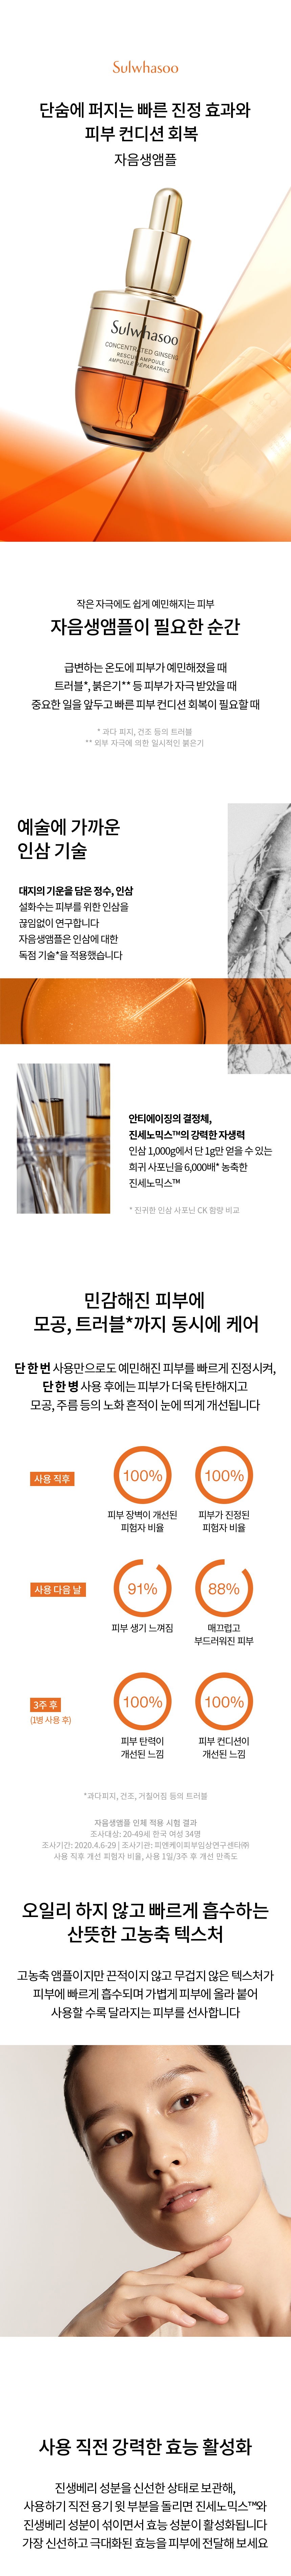 Sulwhasoo
단숨에 퍼지는 빠른 진정 효과와
피부 컨디션 회복
자음생앰플
Sulwhasoo
CONCENTRATED GINSENG
RESCUE AMPOULE
AMPOULE RÉPARATRICE
작은 자극에도 쉽게 예민해지는 피부
자음생앰플이 필요한 순간
급변하는 온도에 피부가 예민해졌을 때
트러블*, 붉은기** 등 피부가 자극 받았을 때
중요한 일을 앞두고 빠른 피부 컨디션 회복이 필요할 때
* 과다 피지, 건조 등의 트러블
** 외부 자극에 의한 일시적인 붉은기
예술에 가까운
인삼 기술
대지의 기운을 담은 정수, 인삼
설화수는 피부를 위한 인삼을
끊임없이 연구합니다
자음생앰플은 인삼에 대한
독점 기술*을 적용했습니다
안티에이징의 결정체,
진세노믹스™의 강력한 자생력
인삼 1,000g에서 단 1g만 얻을 수 있는
희귀 사포닌을 6,000배* 농축한
진세노믹스™
* 진귀한 인삼 사포닌 CK 함량 비교
민감해진 피부에
모공, 트러블*까지 동시에 케어
단 한 번 사용만으로도 예민해진 피부를 빠르게 진정시켜,
단 한 병 사용 후에는 피부가 더욱 탄탄해지고
모공, 주름 등의 노화 흔적이 눈에 띄게 개선됩니다
사용 직후
100%
100%
피부 장벽이 개선된
피험자 비율
피부가 진정된
피험자 비율
사용 다음 날
91%
88%
피부 생기 느껴짐
매끄럽고
부드러워진 피부
3주 후
(1병 사용 후)
100%
100%
피부 탄력이
개선된 느낌
피부 컨디션이
개선된 느낌
*과다피지, 건조, 거칠어짐 등의 트러블
자음생앰플 인체 적용 시험 결과
조사대상: 20-49세 한국 여성 34명
조사기간: 2020.4.6-29 | 조사기관: 피엔케이피부임상연구센타㈜
사용 직후 개선 피험자 비율, 사용 1일/3주 후 개선 만족도
오일리 하지 않고 빠르게 흡수하는
산뜻한 고농축 텍스처
고농축 앰플이지만 끈적이지 않고 무겁지 않은 텍스처가
피부에 빠르게 흡수되며 가볍게 피부에 올라 붙어
사용할 수록 달라지는 피부를 선사합니다
사용 직전 강력한 효능 활성화
진생베리 성분을 신선한 상태로 보관해,
사용하기 직전 용기 윗 부분을 돌리면 진세노믹스™와
진생베리 성분이 섞이면서 효능 성분이 활성화됩니다
가장 신선하고 극대화된 효능을 피부에 전달해 보세요